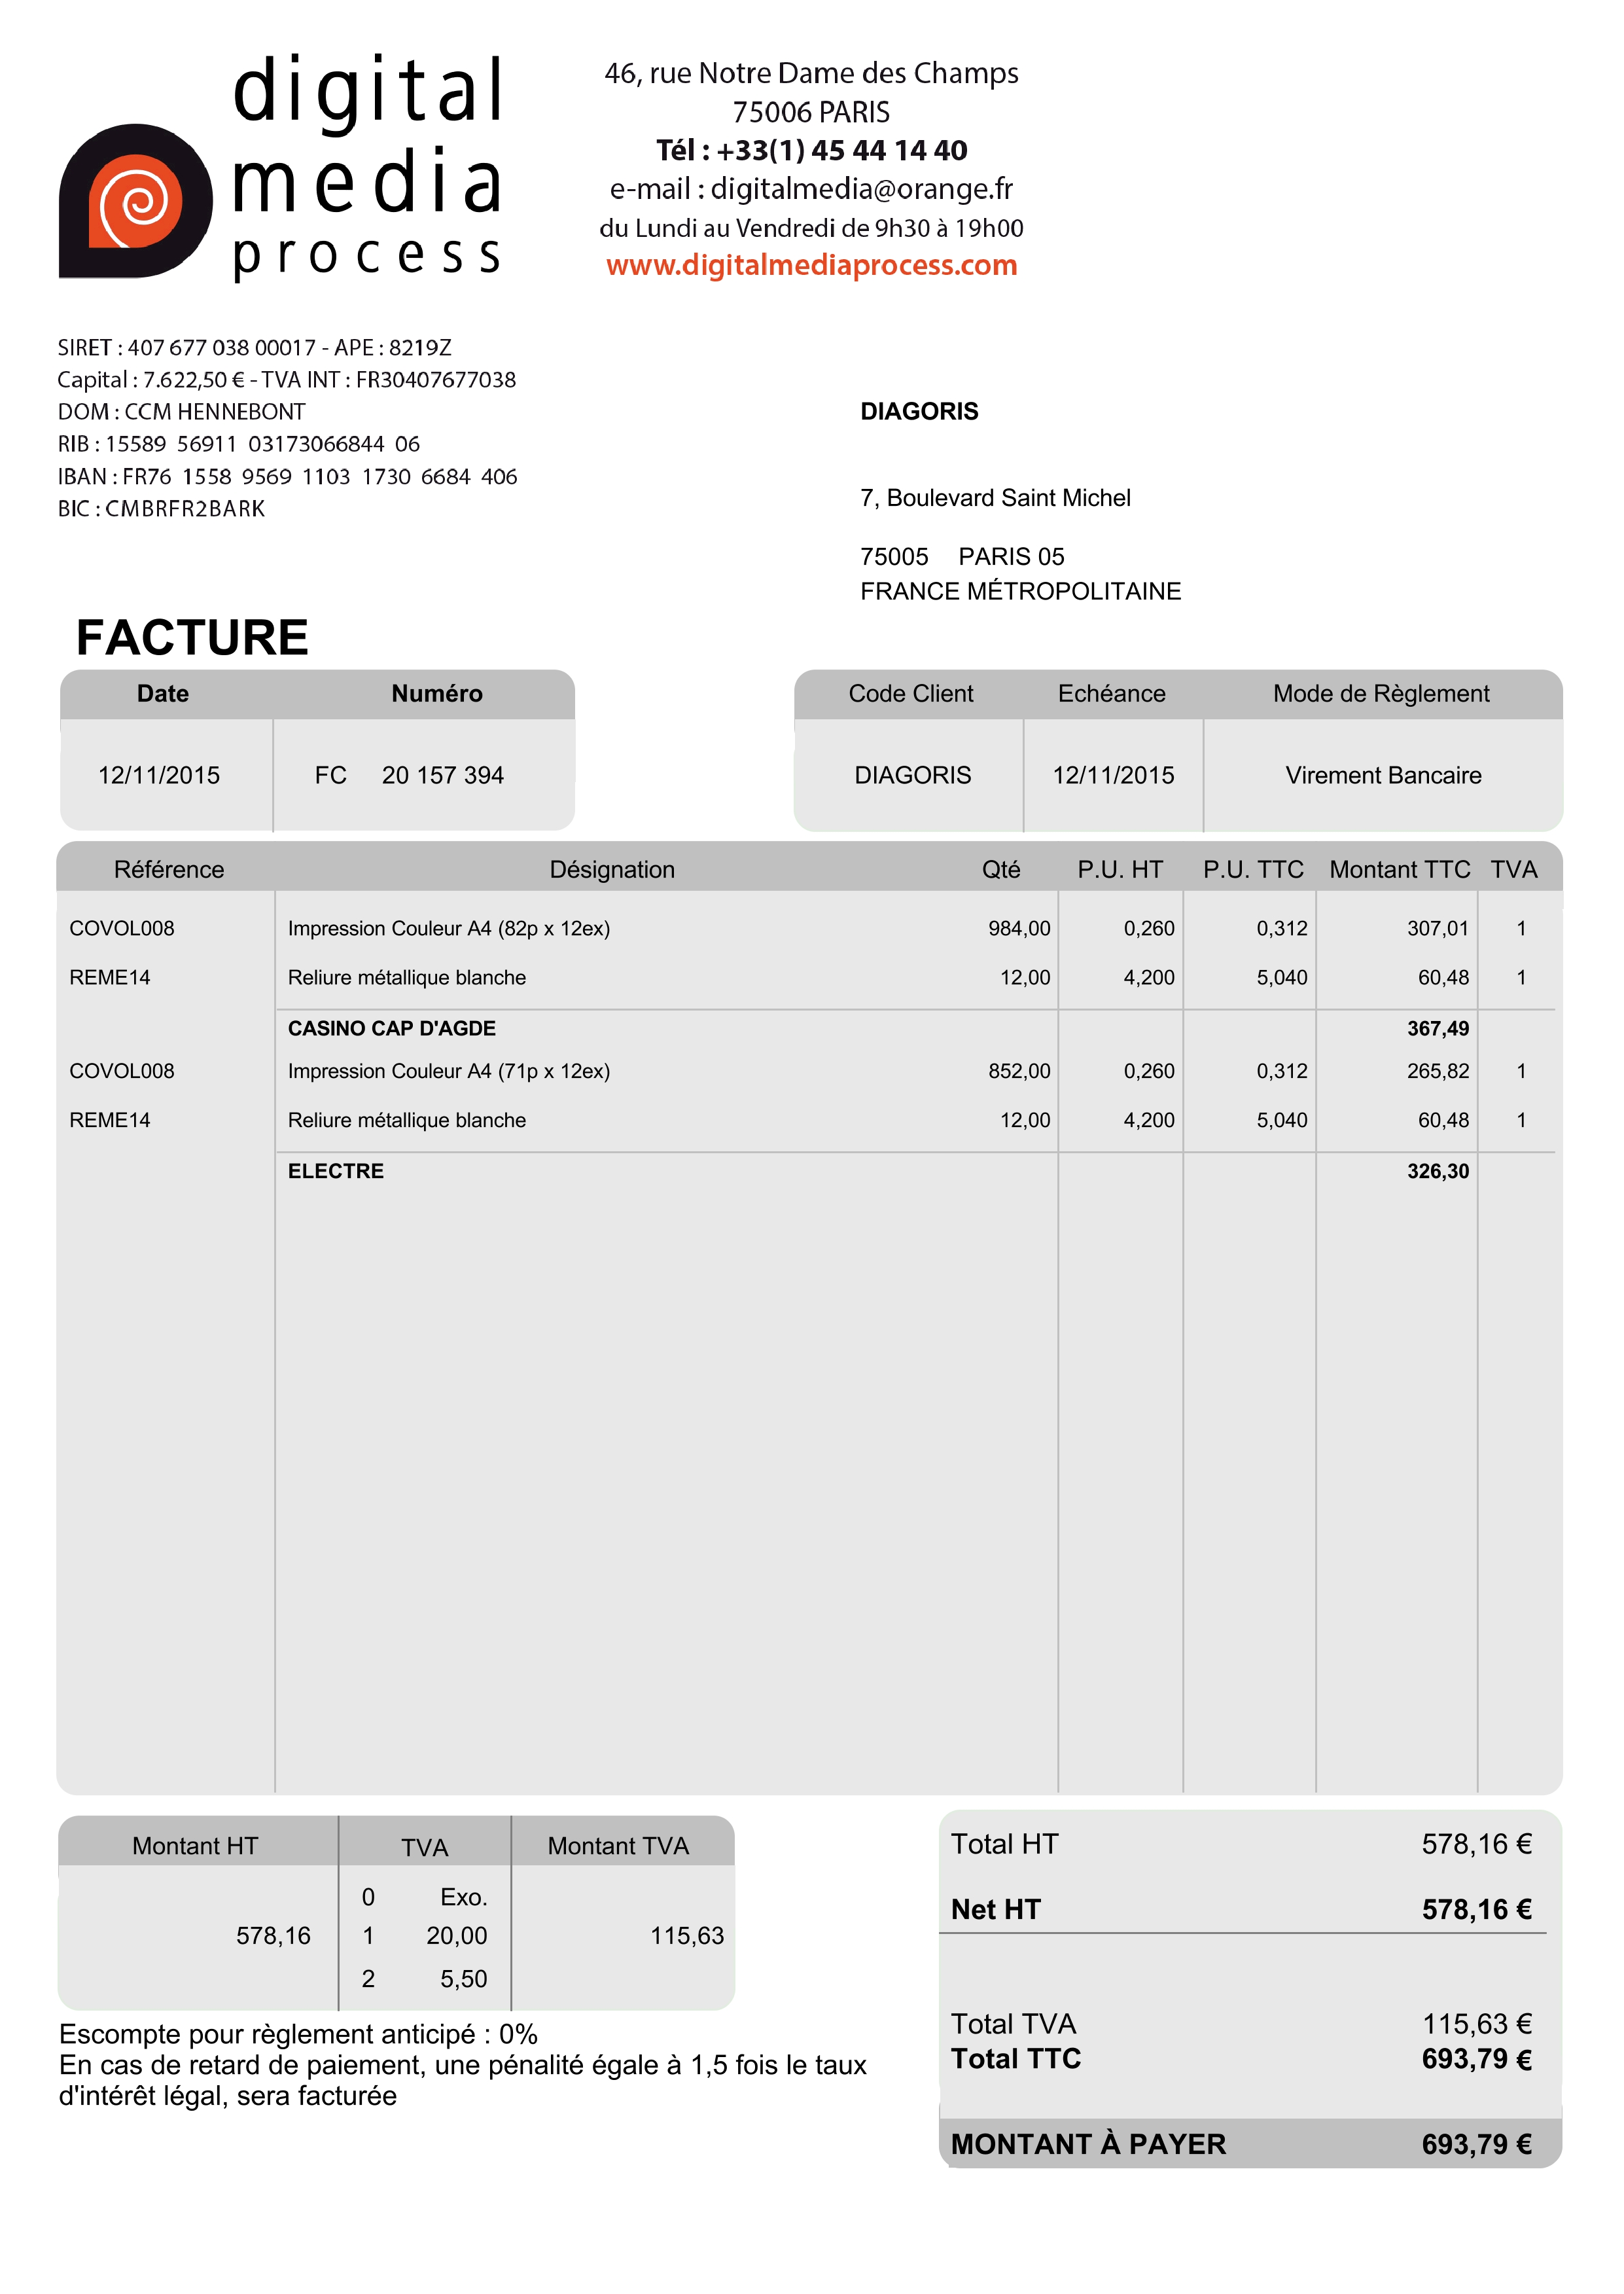 digital
media
process
46, rue Notre Dame des Champs
75006 PARIS
Tél : +33(1) 45 44 14 40
e-mail : digitalmedia@orange.fr
du Lundi au Vendredi de 9h30 à 19h00
www.digitalmediaprocess.com
SIRET : 407 677 038 00017 - APE : 8219Z
Capital : 7.622,50 € - TVA INT : FR30407677038
DOM : CCM HENNEBONT
RIB : 15589 56911 03173066844 06
IBAN : FR76 1558 9569 1103 1730 6684 406
BIC : CMBRFR2BARK
DIAGORIS
7, Boulevard Saint Michel
75005 PARIS 05
FRANCE MÉTROPOLITAINE
FACTURE
Date Numéro
12/11/2015 FC 20 157 394
Code Client Echéance Mode de Règlement
DIAGORIS 12/11/2015 Virement Bancaire
Référence Désignation Qté P.U. HT P.U. TTC Montant TTC TVA
COVOL008 Impression Couleur A4 (82p x 12ex) 984,00 0,260 0,312 307,01 1
REME14 Reliure métallique blanche 12,00 4,200 5,040 60,48 1
CASINO CAP D'AGDE 367,49
COVOL008 Impression Couleur A4 (71p x 12ex) 852,00 0,260 0,312 265,82 1
REME14 Reliure métallique blanche 12,00 4,200 5,040 60,48 1
ELECTRE 326,30
Montant HT TVA Montant TVA
0 Exo.
578,16 1 20,00 115,63
2 5,50
Escompte pour règlement anticipé : 0%
En cas de retard de paiement, une pénalité égale à 1,5 fois le taux
d'intérêt légal, sera facturée
Total HT 578,16 €
Net HT 578,16 €
Total TVA 115,63 €
Total TTC 693,79 €
MONTANT À PAYER 693,79 €